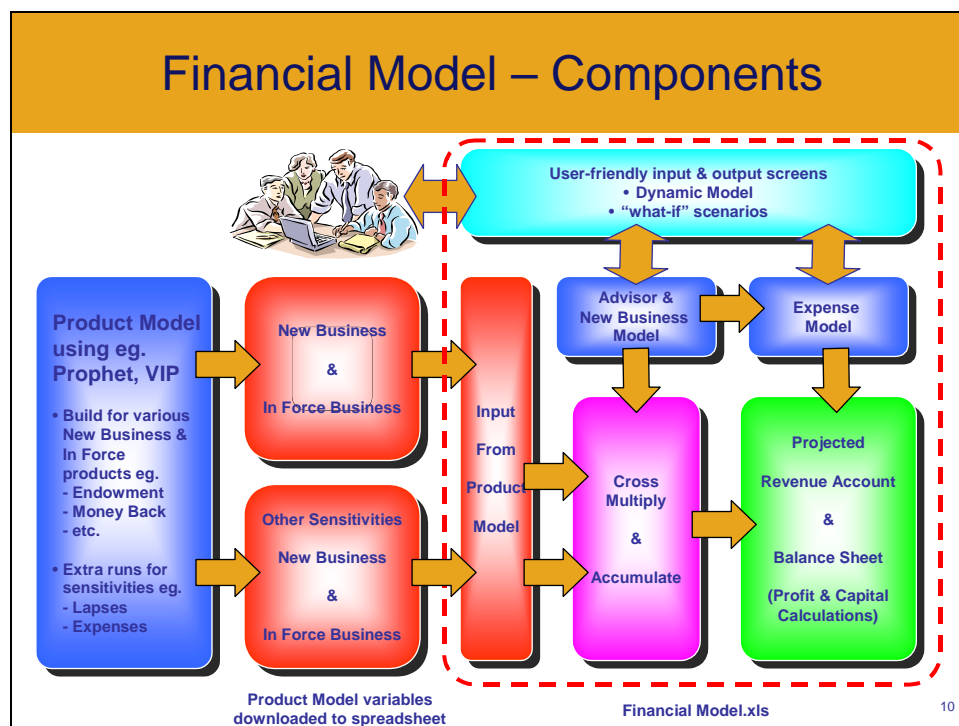 Financial Model – Components
User-friendly input & output screens
• Dynamic Model
• “what-if” scenarios
Product Model
using eg.
Prophet, VIP
• Build for various
New Business &
In Force
products eg.
- Endowment
- Money Back
- etc.
• Extra runs for
sensitivities eg.
- Lapses
- Expenses
New Business
&
In Force Business
Other Sensitivities
New Business
&
In Force Business
Input
From
Product
Model
Advisor &
New Business
Model
Expense
Model
Cross
Multiply
&
Accumulate
Projected
Revenue Account
&
Balance Sheet
(Profit & Capital
Calculations)
Product Model variables
downloaded to spreadsheet
Financial Model.xls
10